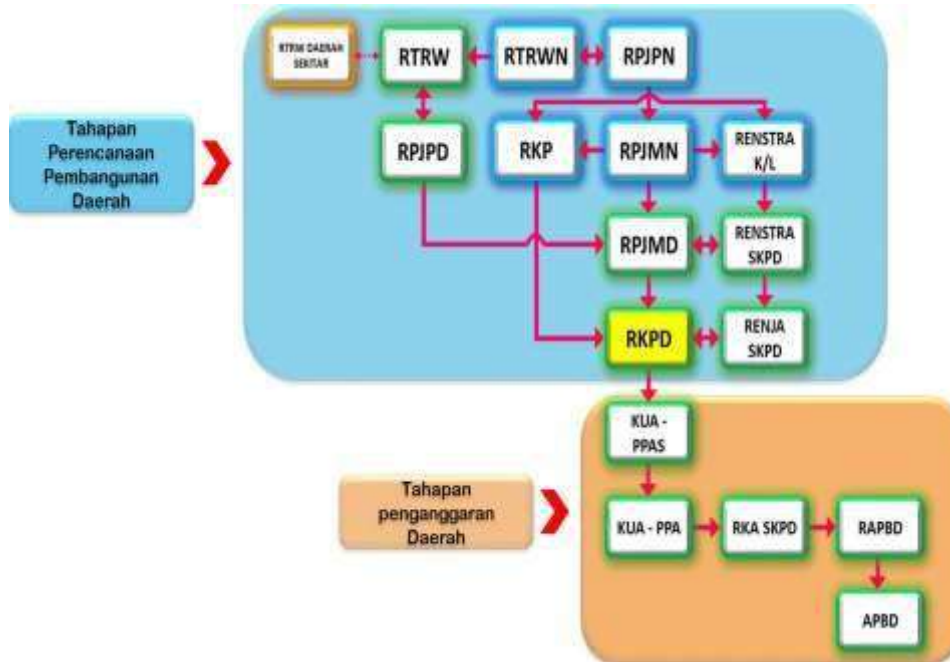 RTRW DAERAH
SEKITAR
RTRW
RTRWN
RPJPN
Tahapan
Perencanaan
Pembangunan
Daerah
RPJPD
RKP
RPJMN
RENSTRA
K/L
RPJMD
RENSTRA
SKPD
RKPD
RENJA
SKPD
KUA -
PPAS
Tahapan
penganggaran
Daerah
KUA - PPA
RKA SKPD
RAPBD
APBD